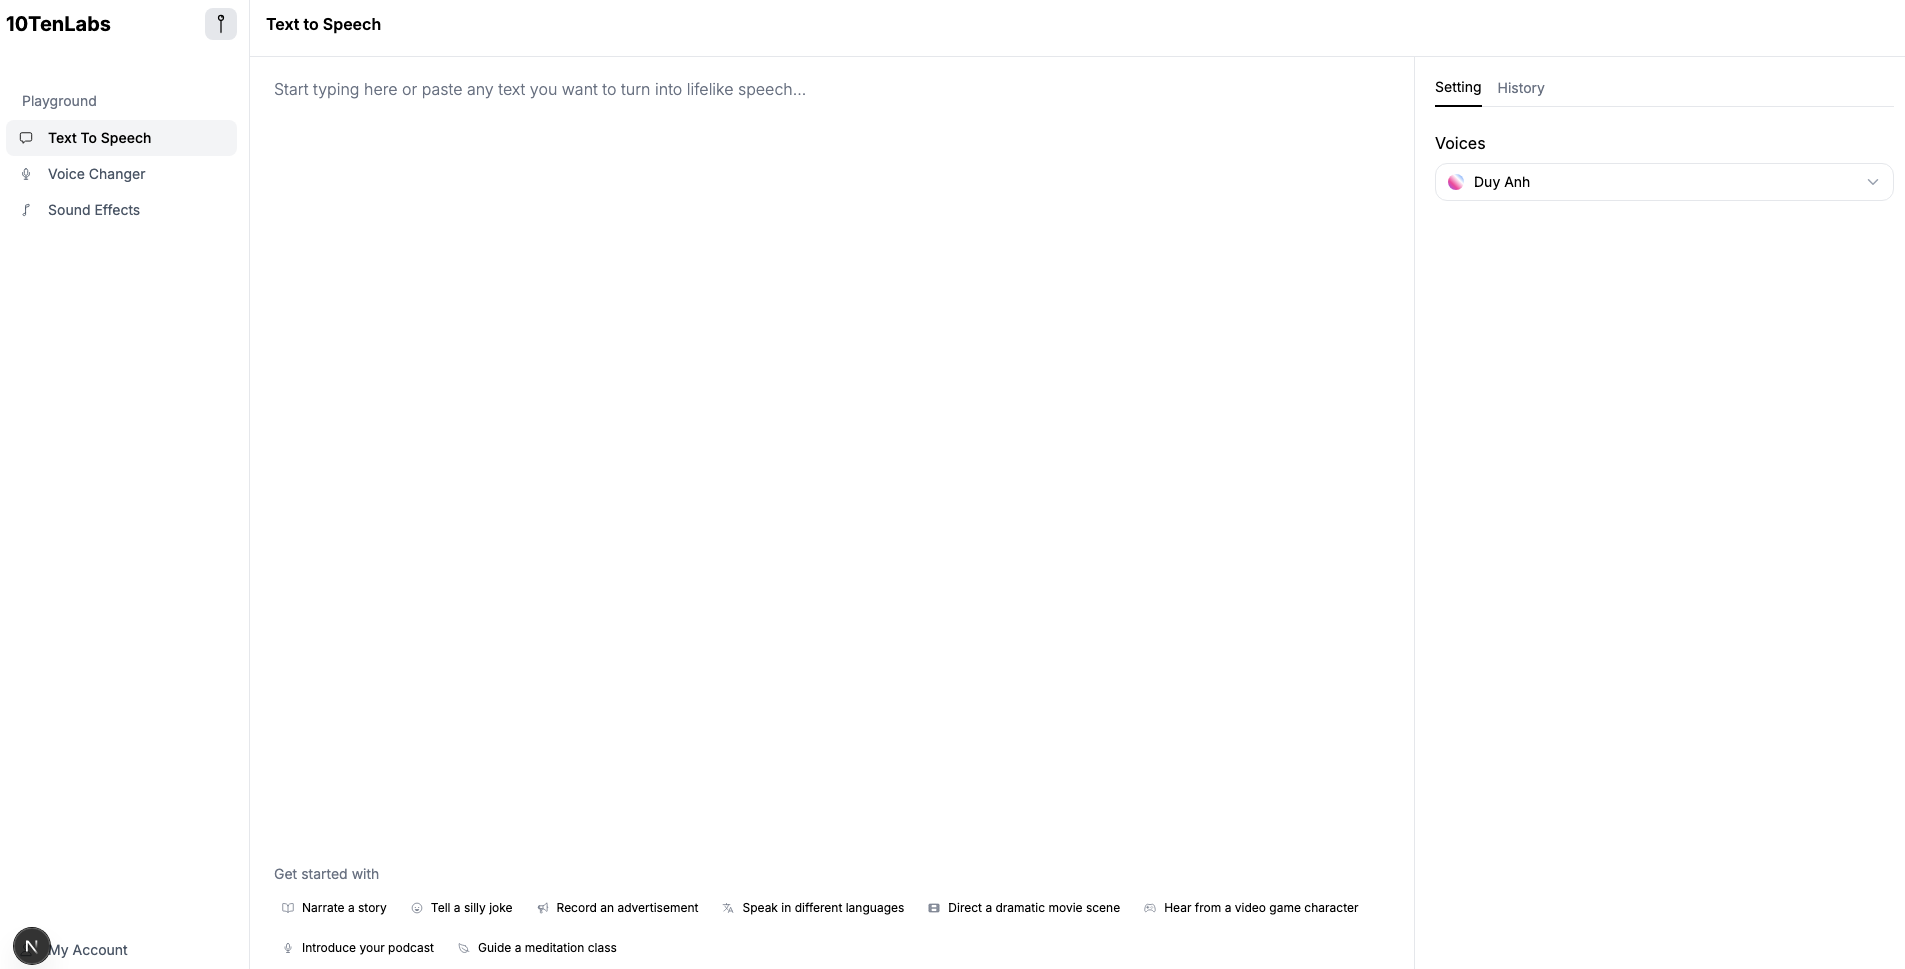 10TenLabs
Playground
Text To Speech
Voice Changer
Sound Effects
N
My Account
Text to Speech
Start typing here or paste any text you want to turn into lifelike speech...
Get started with
Narrate a story
Tell a silly joke
Record an advertisement
Speak in different languages
Direct a dramatic movie scene
Hear from a video game character
Introduce your podcast
Guide a meditation class
Setting
History
Voices
Duy Anh